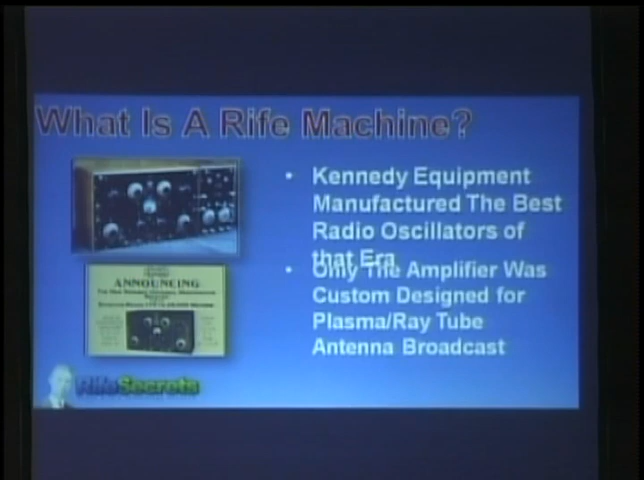 What Is A Rife Machine?
• Kennedy Equipment
Manufactured The Best
Radio Oscillators of
that Era
• Only The Amplifier Was
Custom Designed for
Plasma/Ray Tube
Antenna Broadcast
ANNOUNCING
RifeSecrets